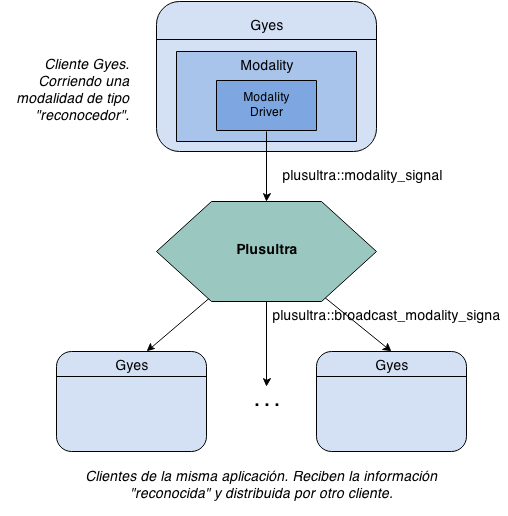 Gyes
Cliente Gyes.
Corriendo una
modalidad de tipo
"reconocedor".
Modality
Modality
Driver
plusultra::modality_signal
Plusultra
plusultra::broadcast_modality_signa
Gyes
Gyes
. . .
Clientes de la misma aplicación. Reciben la información
"reconocida" y distribuida por otro cliente.